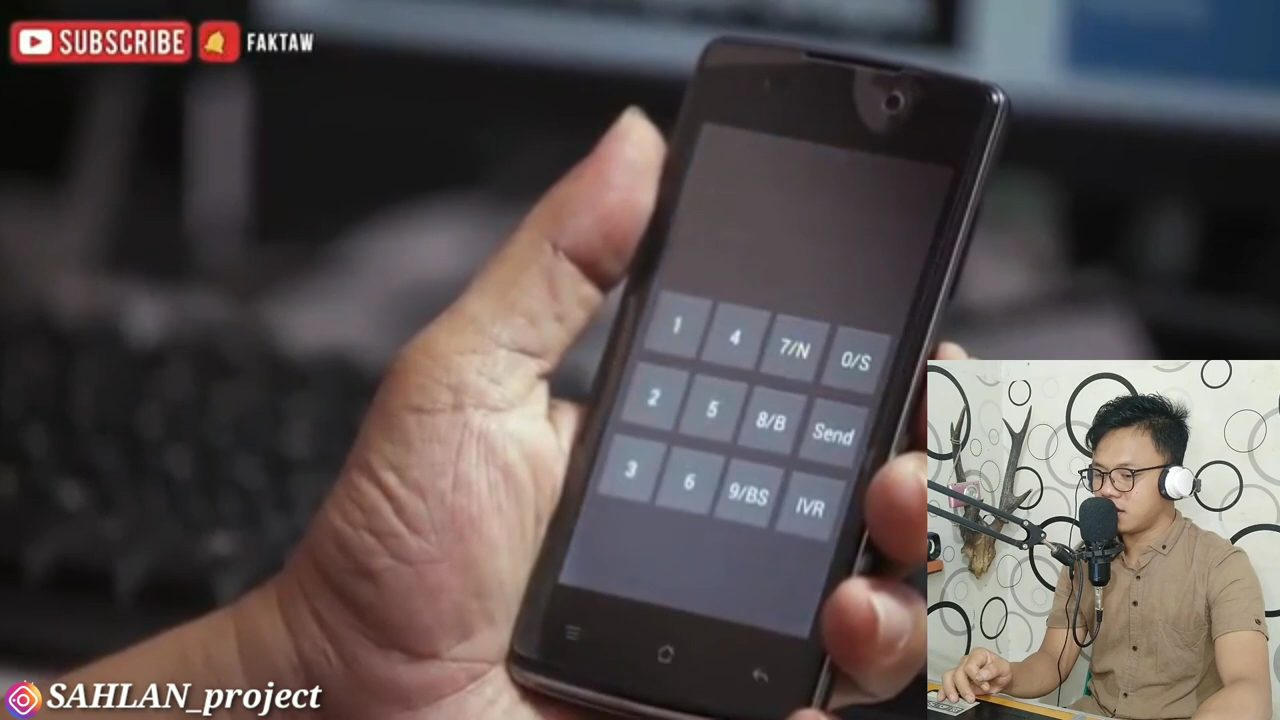 SUBSCRIBE FAKTAW
1 4 7/N 0/S
2 5 8/B Send
3 6 9/BS IVR
SAHLAN_project